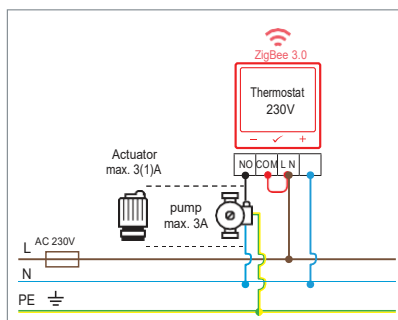 ZigBee 3.0
Thermostat
230V
− ✓ +
NO COM L N
Actuator
max. 3(1)A
pump
max. 3A
L AC 230V
N
PE